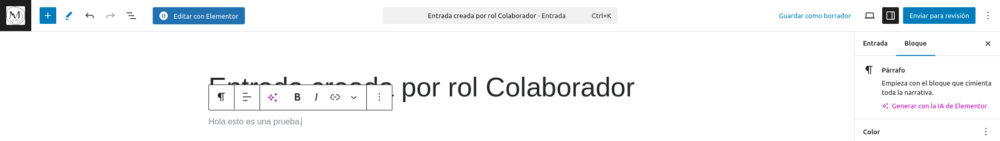 Editar con Elementor
Entrada creada por rol Colaborador · Entrada Ctrl+K
Guardar como borrador
Enviar para revisión
Entrada Bloque
Entrada creada por rol Colaborador
B I
Hola esto es una prueba.
Párrafo
Empieza con el bloque que cimienta
toda la narrativa.
Generar con la IA de Elementor
Color